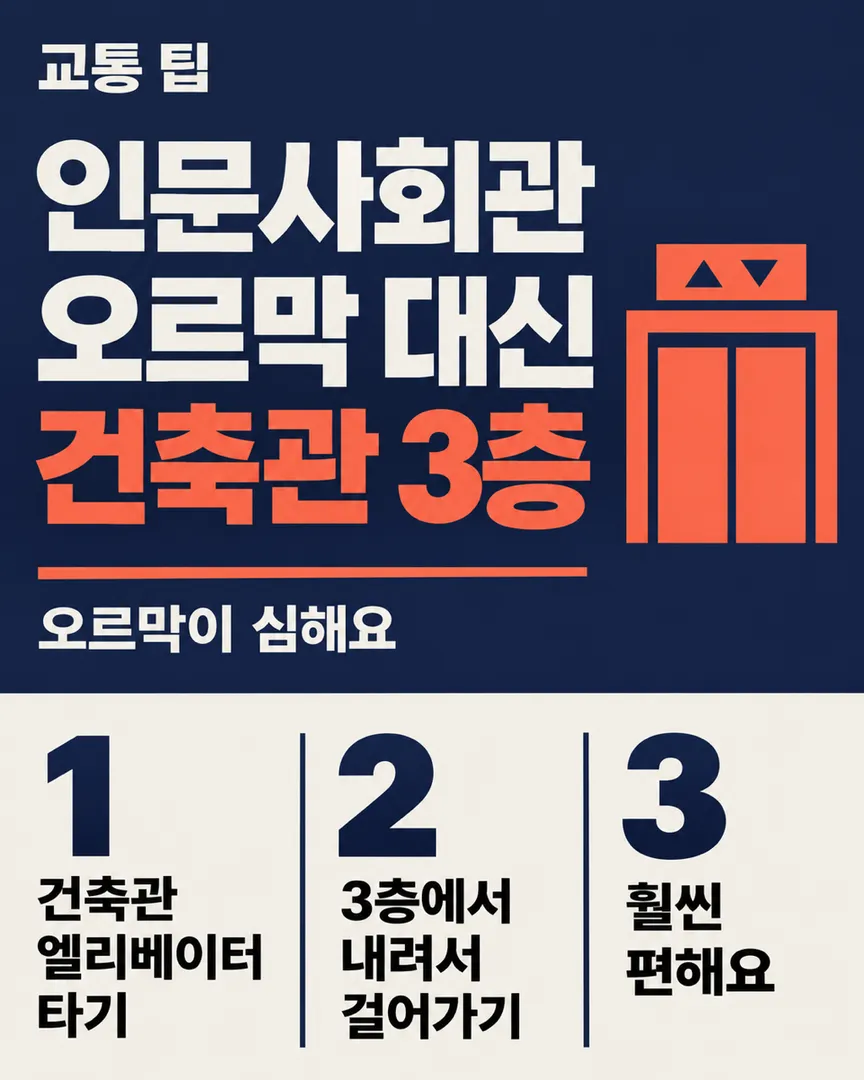 교통 팁
인문사회관
오르막 대신
건축관 3층
오르막이 심해요
1
건축관
엘리베이터
타기
2
3층에서
내려서
걸어가기
3
훨씬
편해요